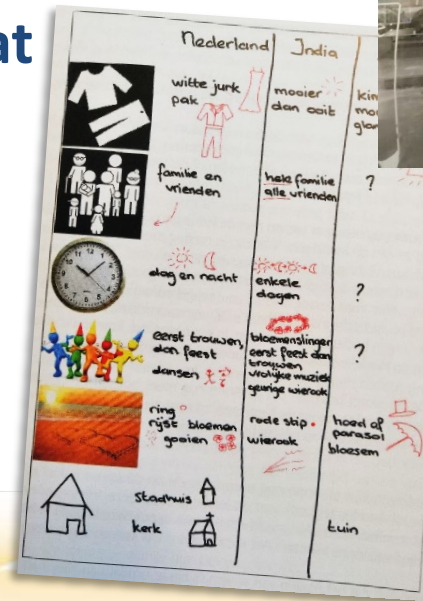 at
Nederland India
witte jurk
pak
mooier
dan ooit
familie en
vrienden
hele familie
alle vrienden
?
dag en nacht
enkele
dagen
?
eerst trouwen,
dan feest
dansen
bloemenslinger
eerst feest dan
trouwen
vrolijke muziek
geurige wierook
?
ring
rijst bloemen
gooien
rode stip
wierook
hoed of
parasol
bloesem
stadhuis
kerk
tuin